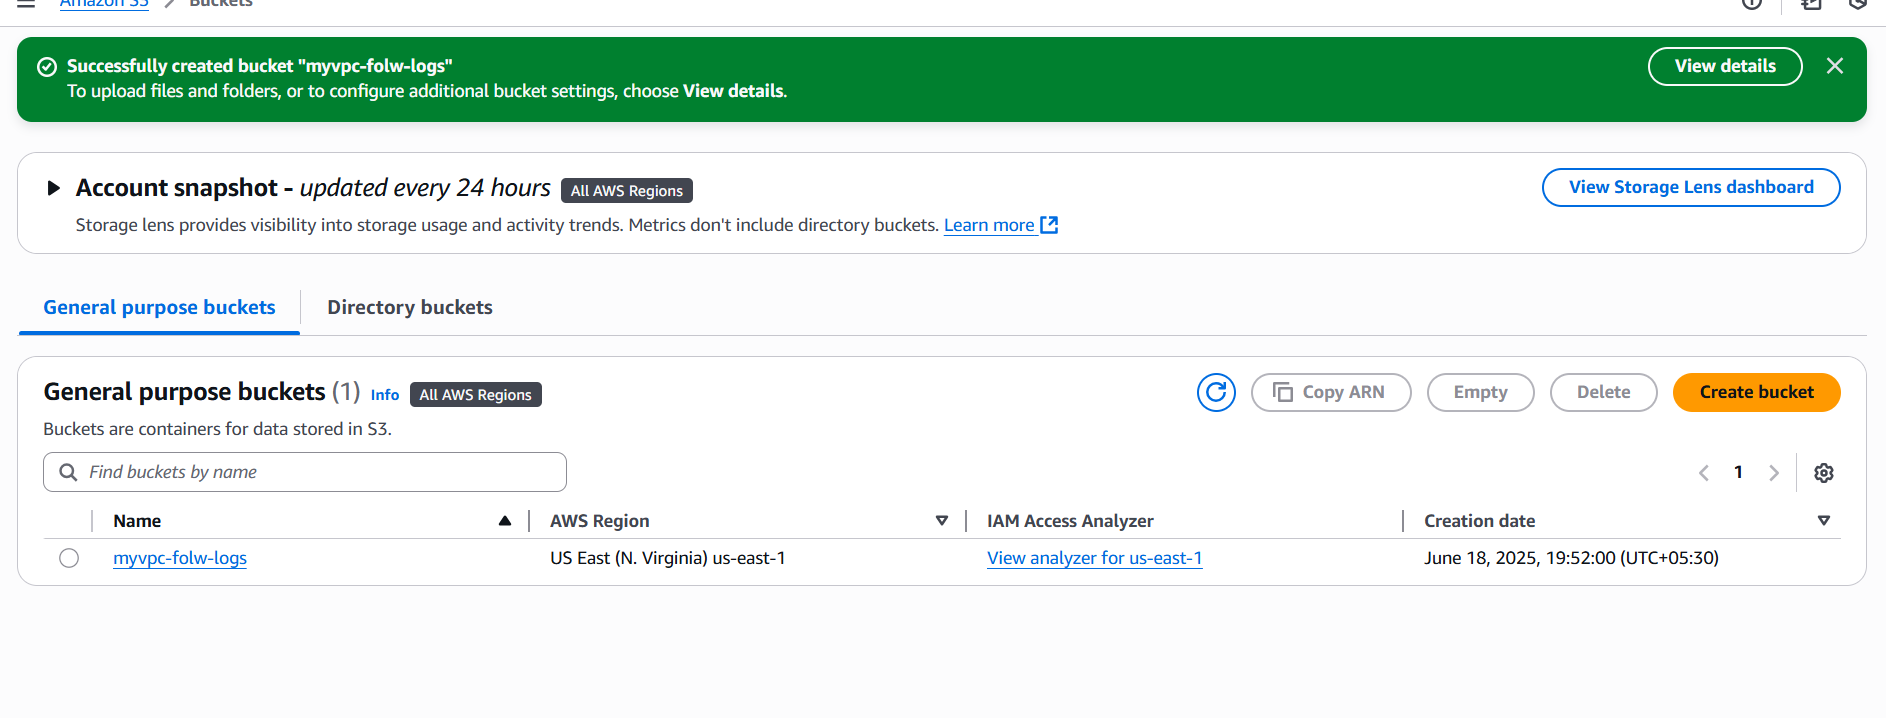 Amazon S3 > Buckets
Successfully created bucket "myvpc-folw-logs"
To upload files and folders, or to configure additional bucket settings, choose View details.
View details
Account snapshot - updated every 24 hours All AWS Regions
View Storage Lens dashboard
Storage lens provides visibility into storage usage and activity trends. Metrics don't include directory buckets. Learn more
General purpose buckets
Directory buckets
General purpose buckets (1) Info All AWS Regions
Copy ARN
Empty
Delete
Create bucket
Buckets are containers for data stored in S3.
Find buckets by name
1
Name
AWS Region
IAM Access Analyzer
Creation date
myvpc-folw-logs
US East (N. Virginia) us-east-1
View analyzer for us-east-1
June 18, 2025, 19:52:00 (UTC+05:30)